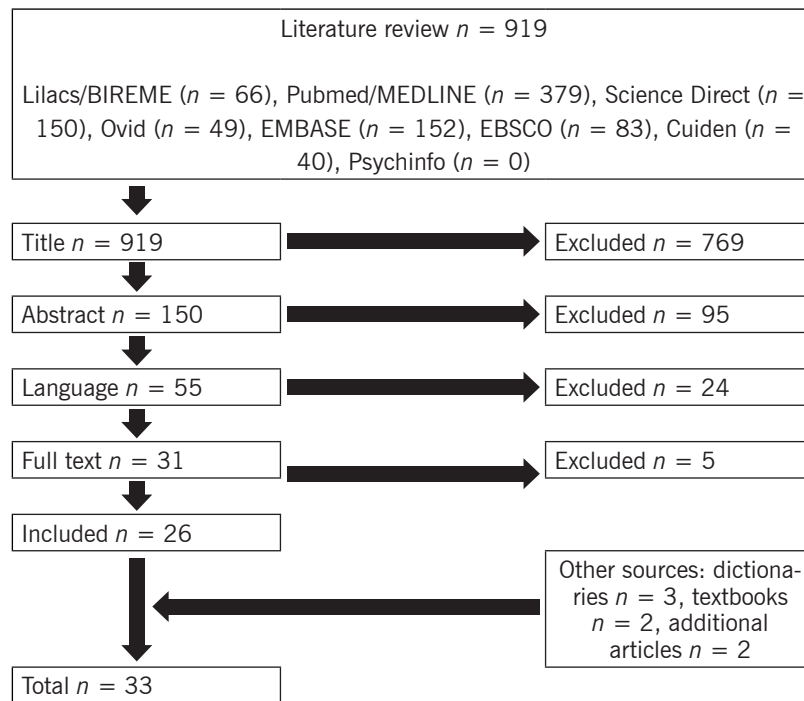 Literature review n = 919
Lilacs/BIREME (n = 66), Pubmed/MEDLINE (n = 379), Science Direct (n =
150), Ovid (n = 49), EMBASE (n = 152), EBSCO (n = 83), Cuiden (n =
40), Psychinfo (n = 0)
Title n = 919
Excluded n = 769
Abstract n = 150
Excluded n = 95
Language n = 55
Excluded n = 24
Full text n = 31
Excluded n = 5
Included n = 26
Other sources: dictiona-
ries n = 3, textbooks
n = 2, additional
articles n = 2
Total n = 33